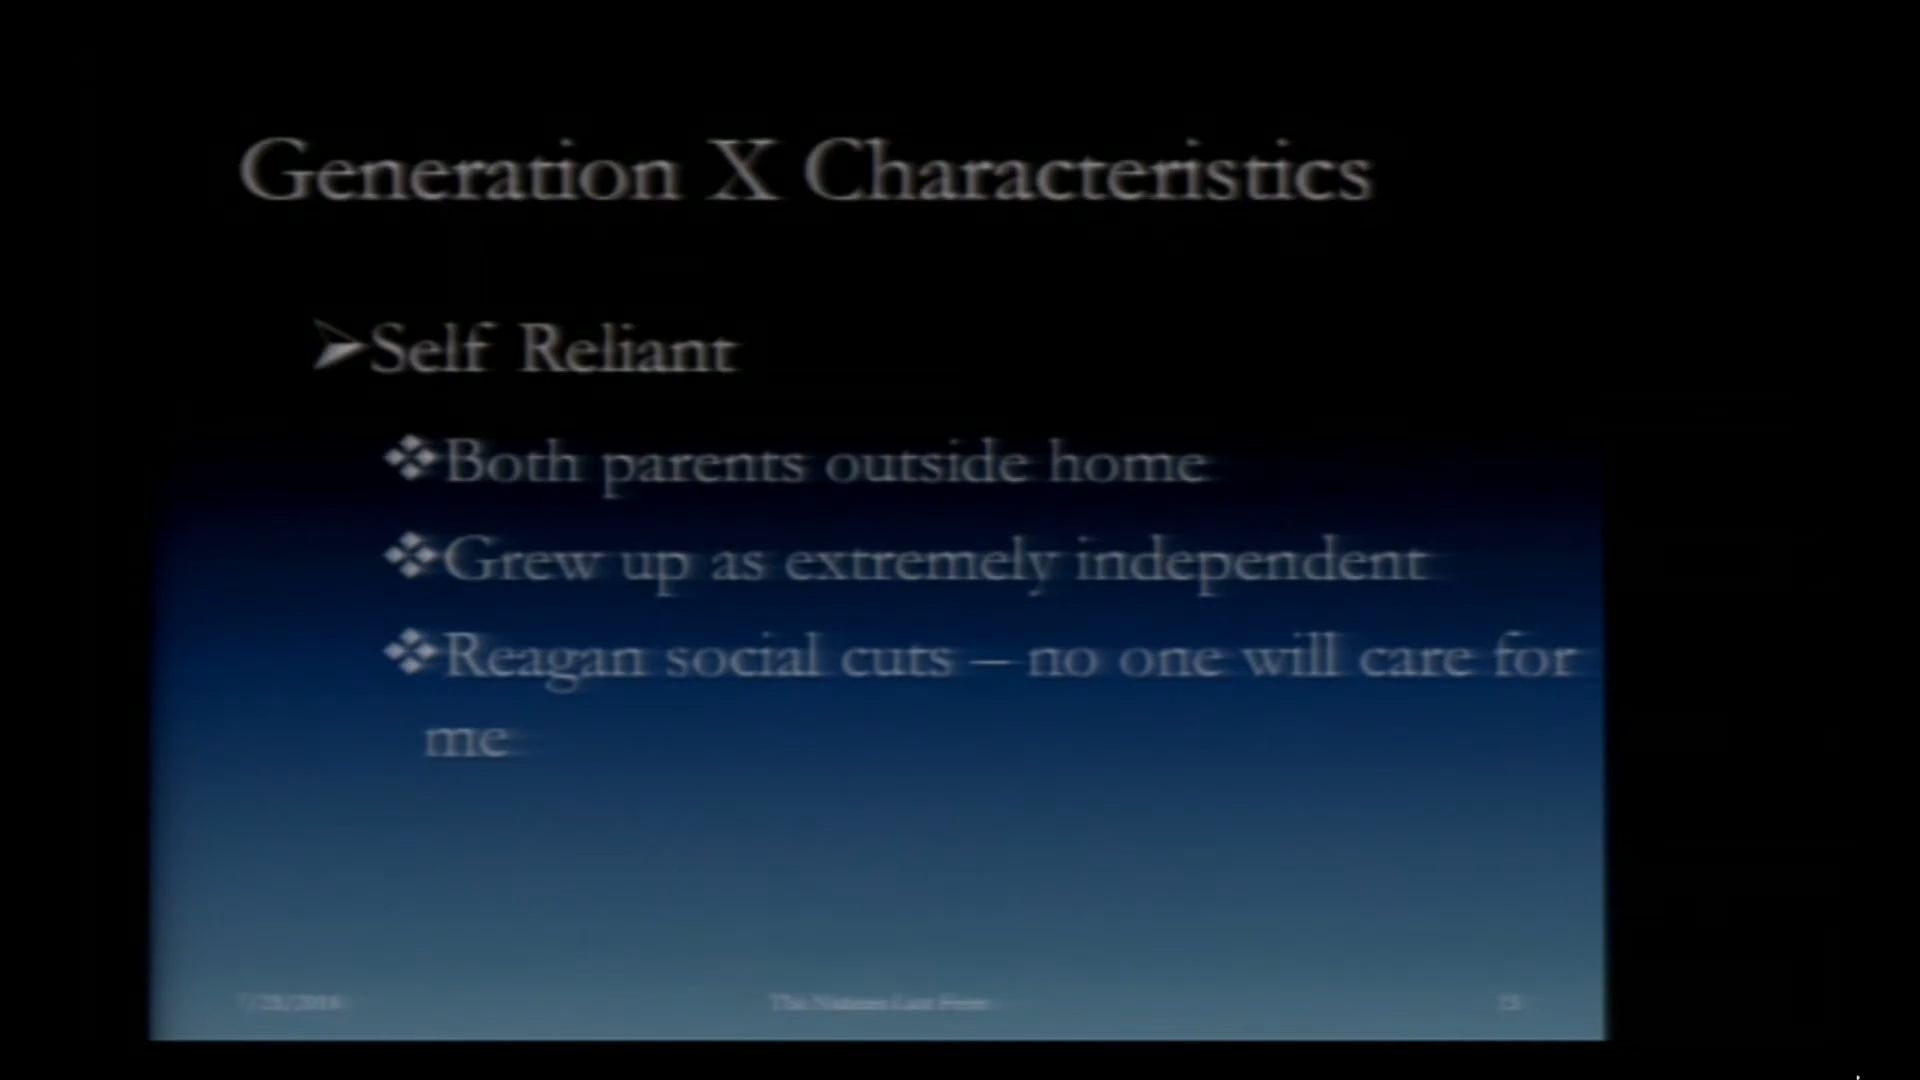 Generation X Characteristics
➢Self Reliant
❖Both parents outside home
❖Grew up as extremely independent
❖Reagan social cuts – no one will care for
me